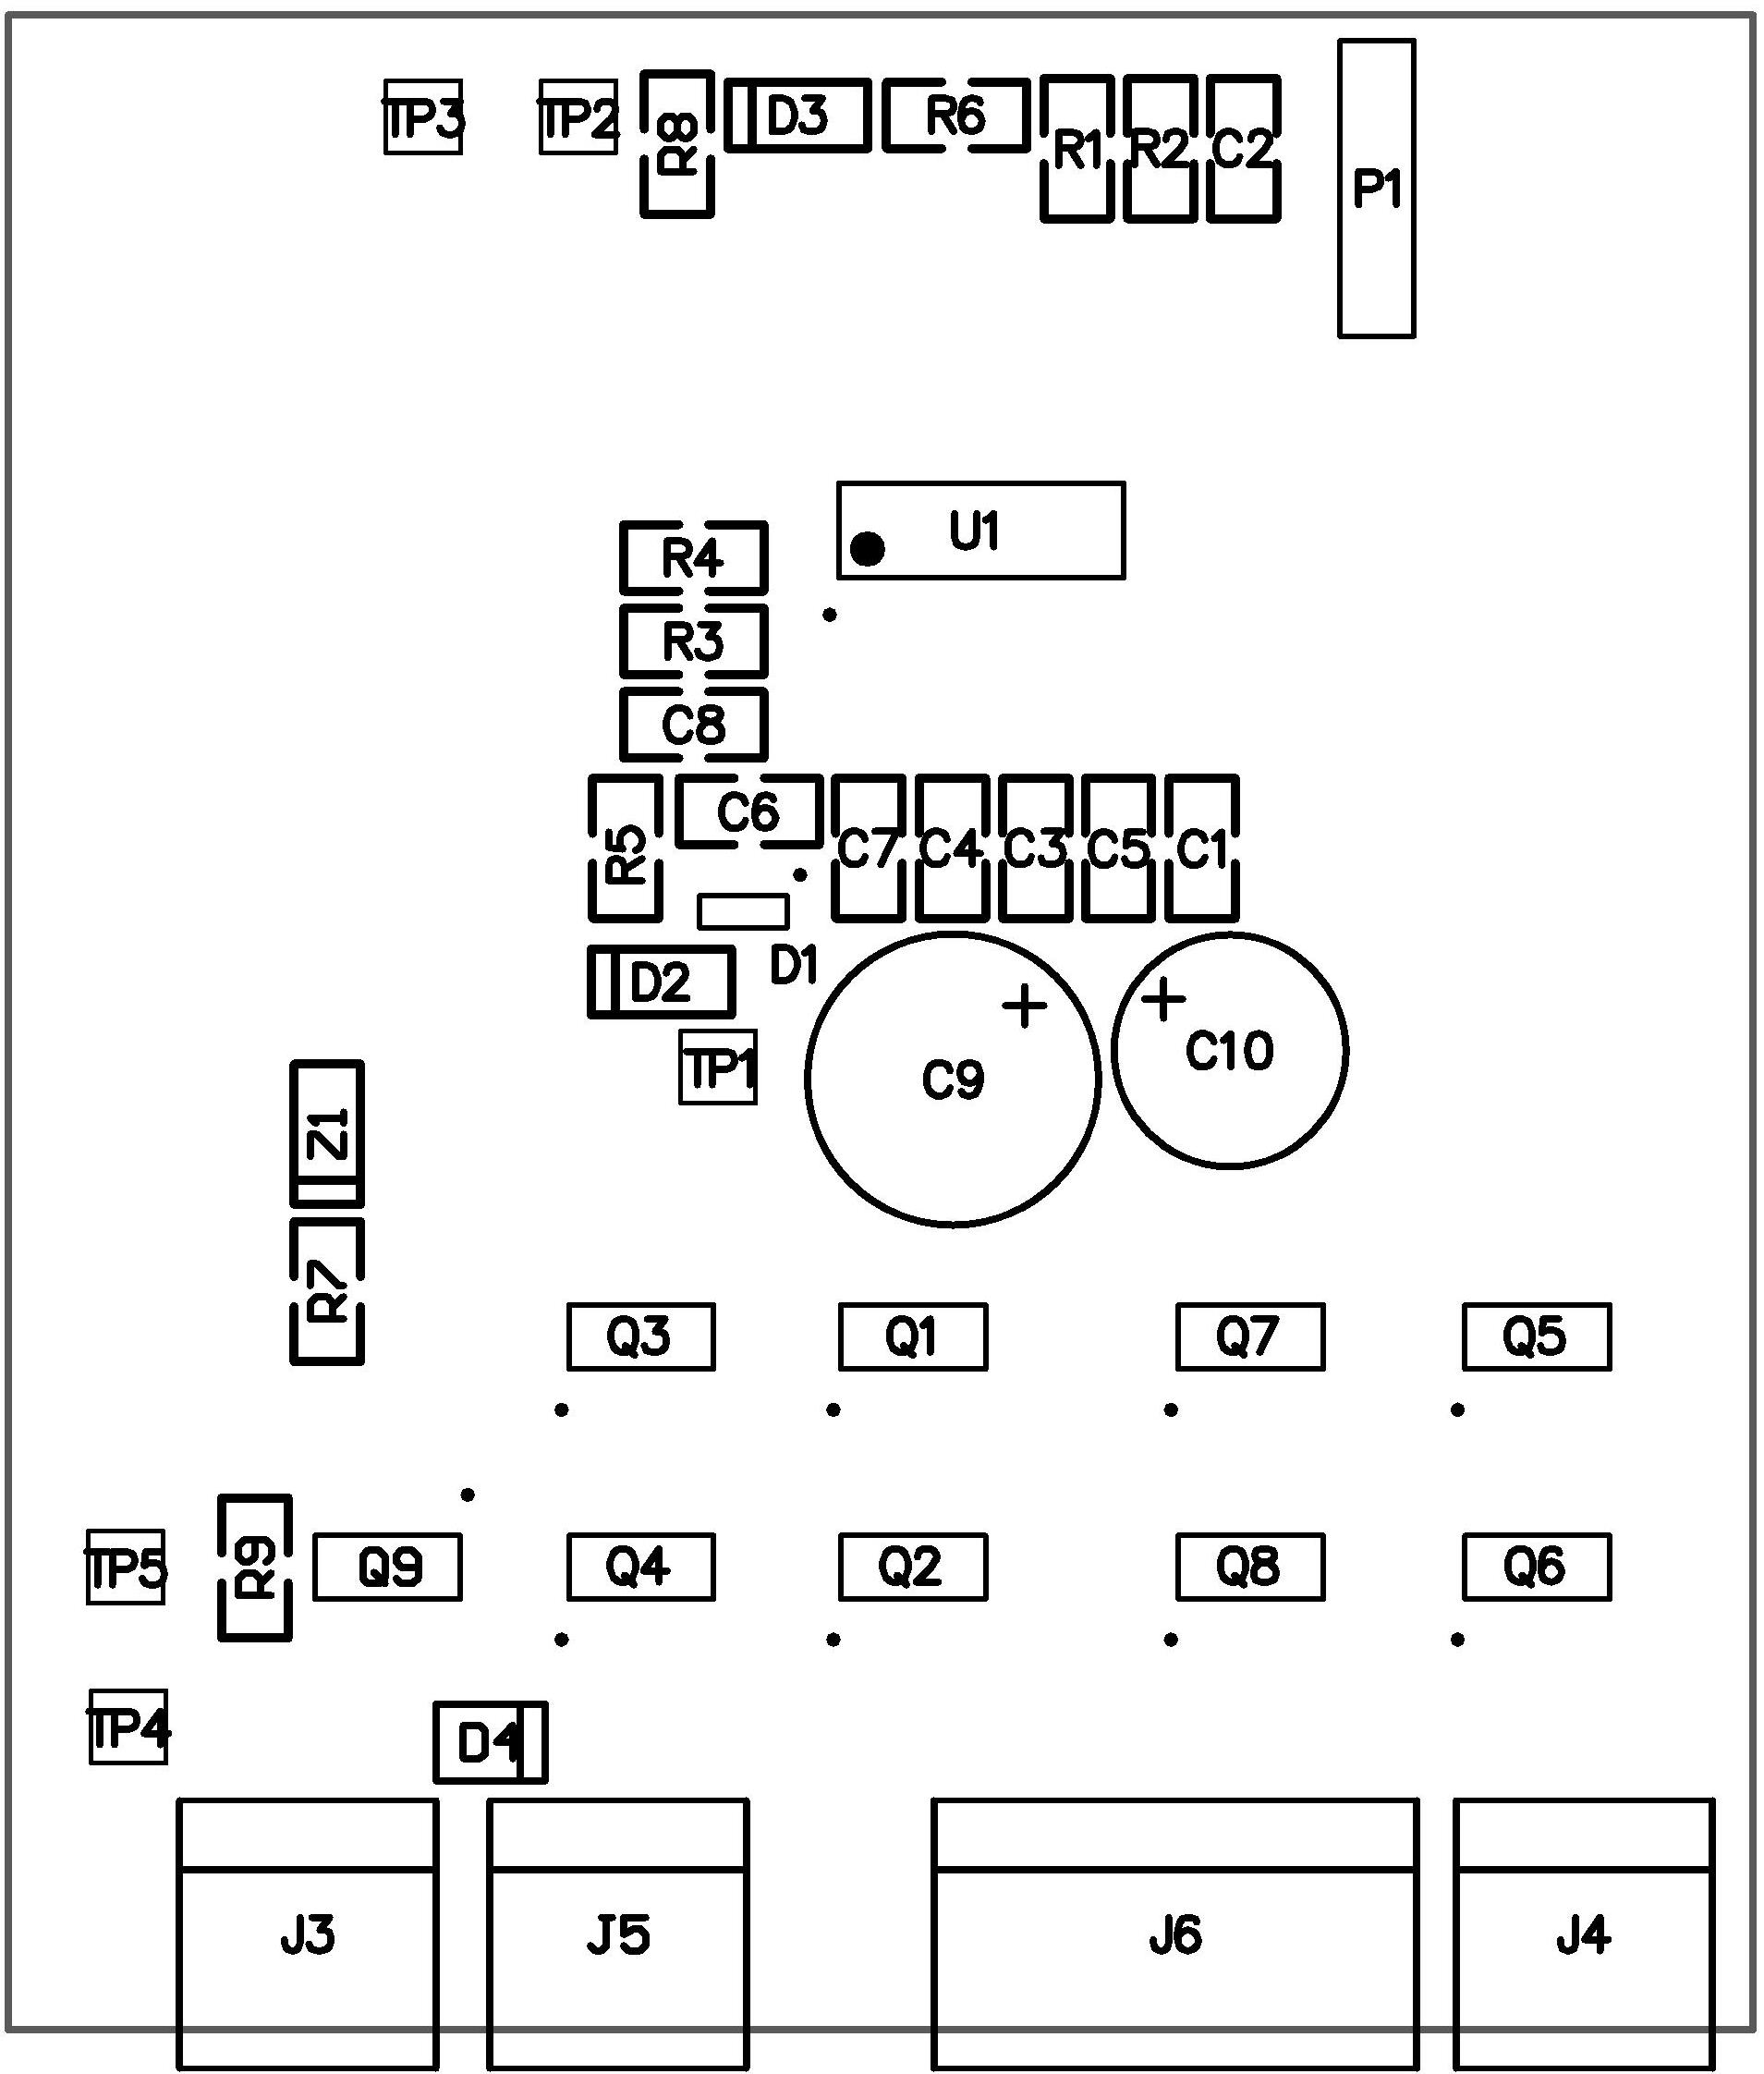 TP3 TP2 R8 D3 R6 R1 R2 C2 P1
U1
R4
R3
C8
C6
R5 C7 C4 C3 C5 C1
D1
D2
TP1 C9 + + C10
Z1
R7
Q3 Q1 Q7 Q5
TP5 R9 Q9 Q4 Q2 Q8 Q6
TP4 D4
J3 J5 J6 J4